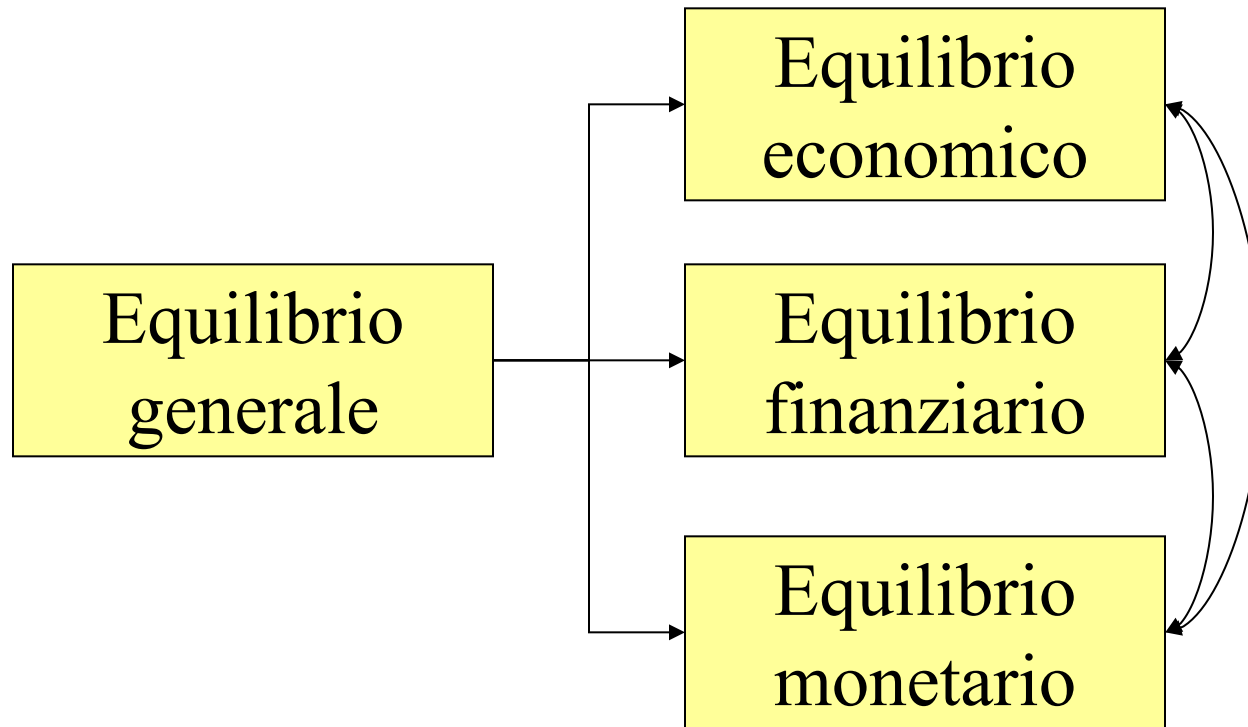 Equilibrio
economico
Equilibrio
generale
Equilibrio
finanziario
Equilibrio
monetario